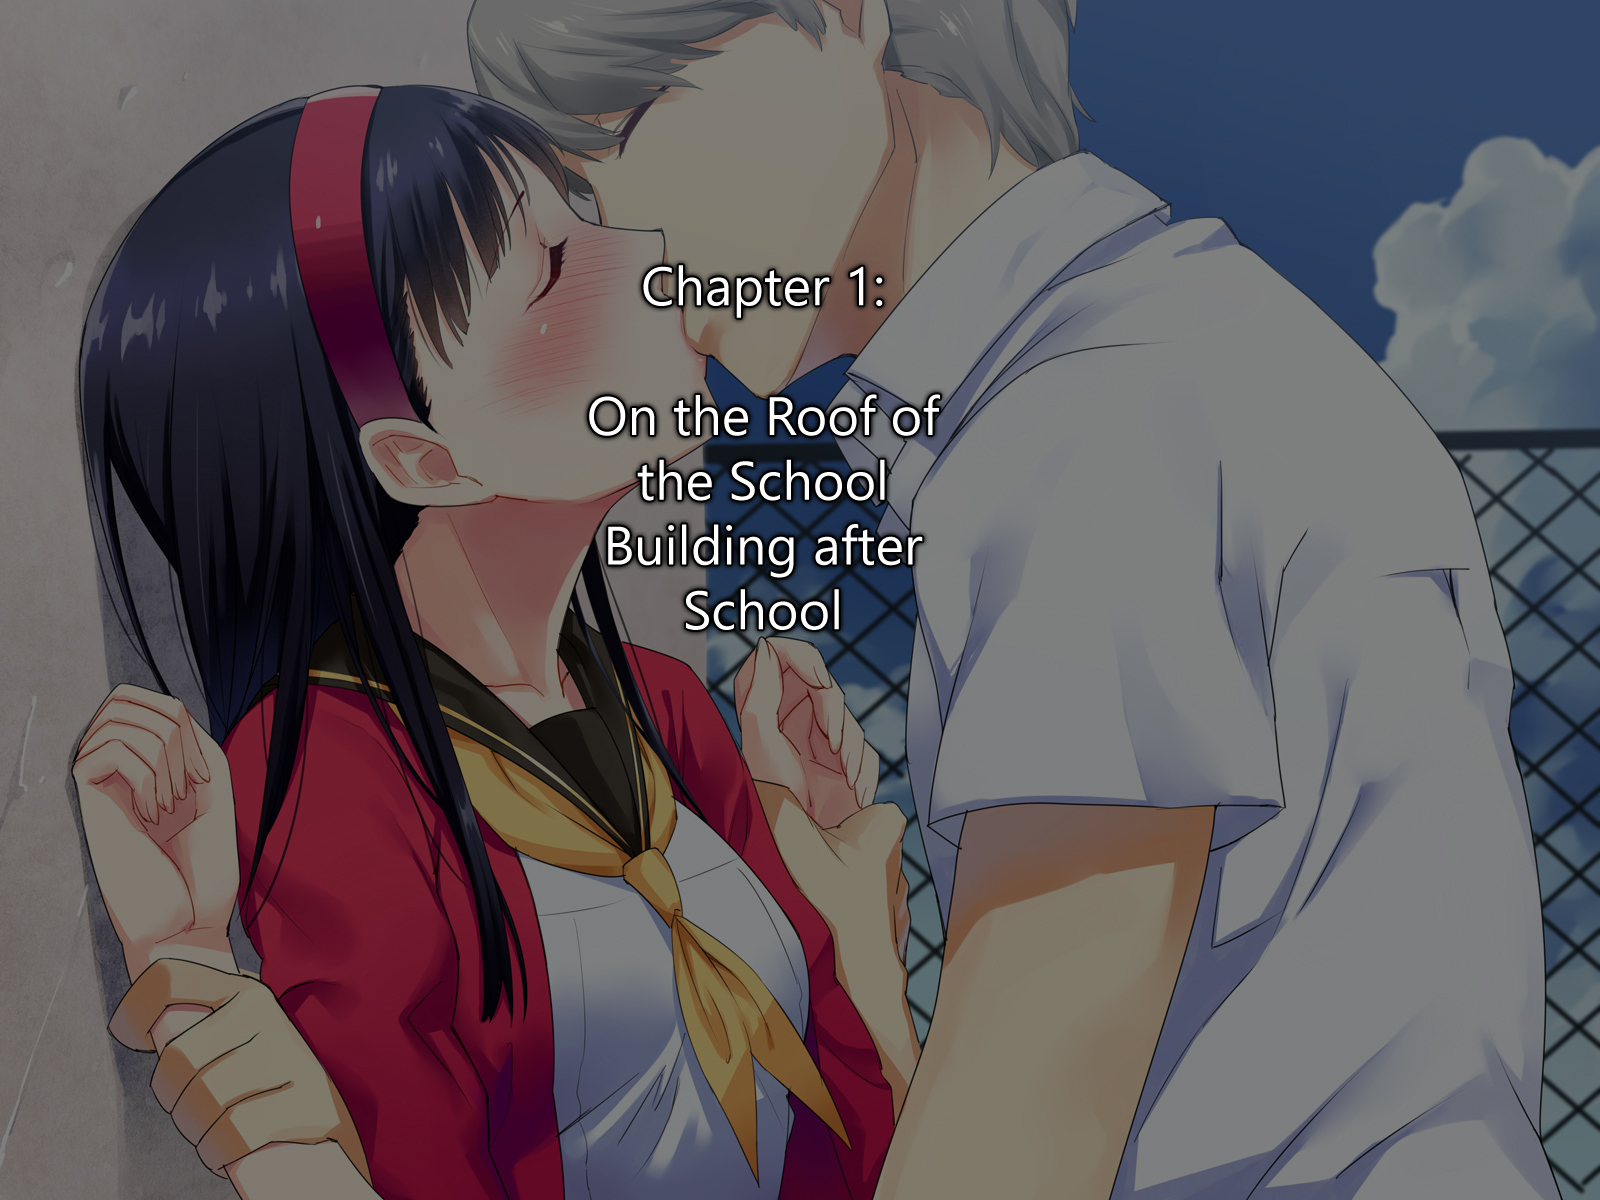 Chapter 1:
On the Roof of
the School
Building after
School